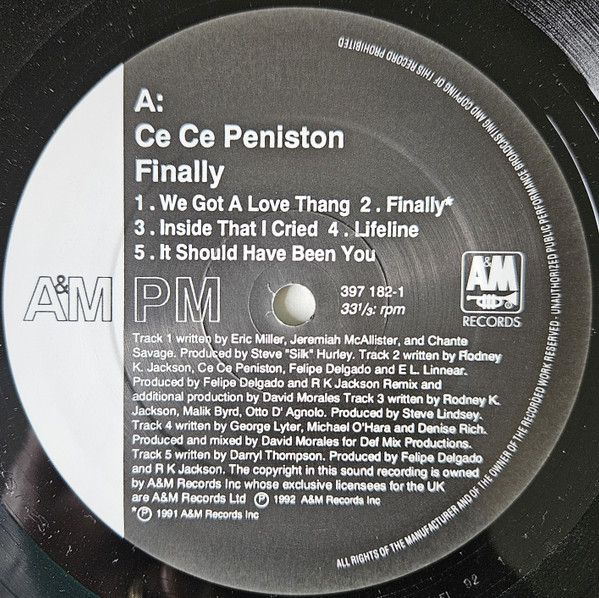 A:
Ce Ce Peniston
Finally
1 . We Got A Love Thang 2 . Finally*
3 . Inside That I Cried 4 . Lifeline
5 . It Should Have Been You
A&M PM
397 182-1
33⅓: rpm
A&M
RECORDS
Track 1 written by Eric Miller, Jeremiah McAllister, and Chante
Savage. Produced by Steve "Silk" Hurley. Track 2 written by Rodney
K. Jackson, Ce Ce Peniston, Felipe Delgado and E L. Linnear.
Produced by Felipe Delgado and R K Jackson Remix and
additional production by David Morales Track 3 written by Rodney K.
Jackson, Malik Byrd, Otto D' Agnolo. Produced by Steve Lindsey.
Track 4 written by George Lyter, Michael O'Hara and Denise Rich.
Produced and mixed by David Morales for Def Mix Productions.
Track 5 written by Darryl Thompson. Produced by Felipe Delgado
and R K Jackson. The copyright in this sound recording is owned
by A&M Records Inc whose exclusive licensees for the UK
are A&M Records Ltd ℗ 1992 A&M Records Inc
*℗ 1991 A&M Records Inc
ALL RIGHTS OF THE MANUFACTURER AND OF THE OWNER OF THE RECORDED WORK RESERVED - UNAUTHORIZED PUBLIC PERFORMANCE BROADCASTING AND COPYING OF THIS RECORD PROHIBITED